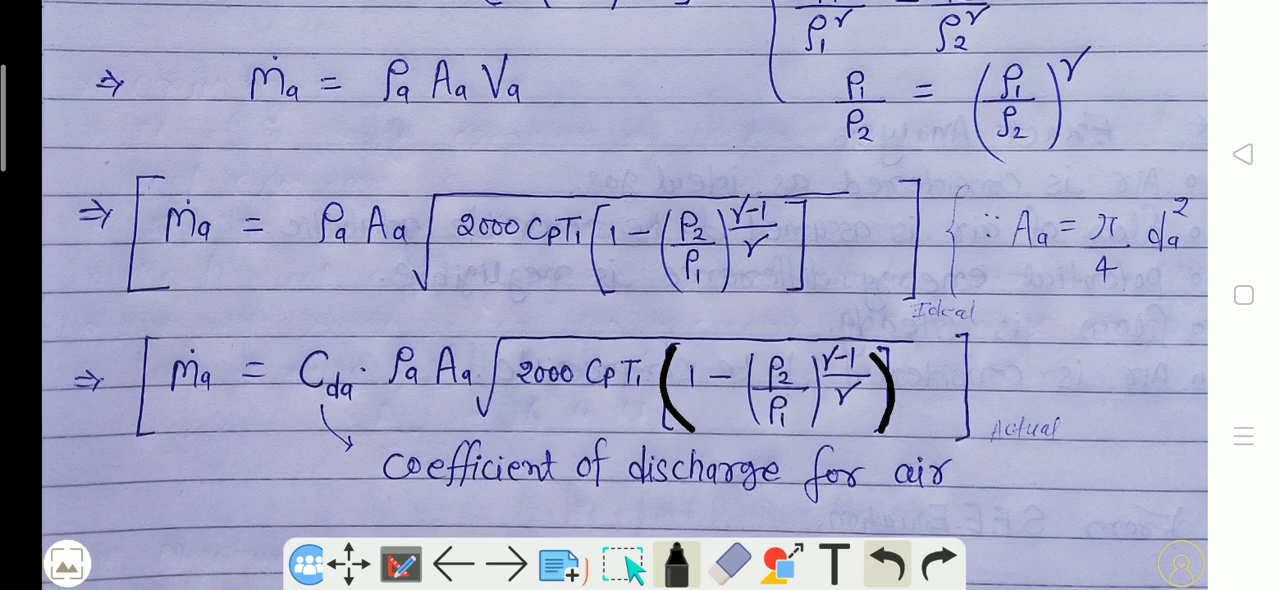 ρ₁^γ ρ₂^γ
⇒ ṁa = ρa Aa Va
P₁/P₂ = (ρ₁/ρ₂)^γ
⇒ [ ṁa = ρa Aa √(2000 CpT₁ [1 − (P₂/P₁)^((γ−1)/γ)]) ] Ideal { ∵ Aa = π/4 da²
⇒ [ ṁa = Cda · ρa Aa √(2000 CpT₁ (1 − (P₂/P₁)^((γ−1)/γ))) ] Actual
Coefficient of discharge for air
T